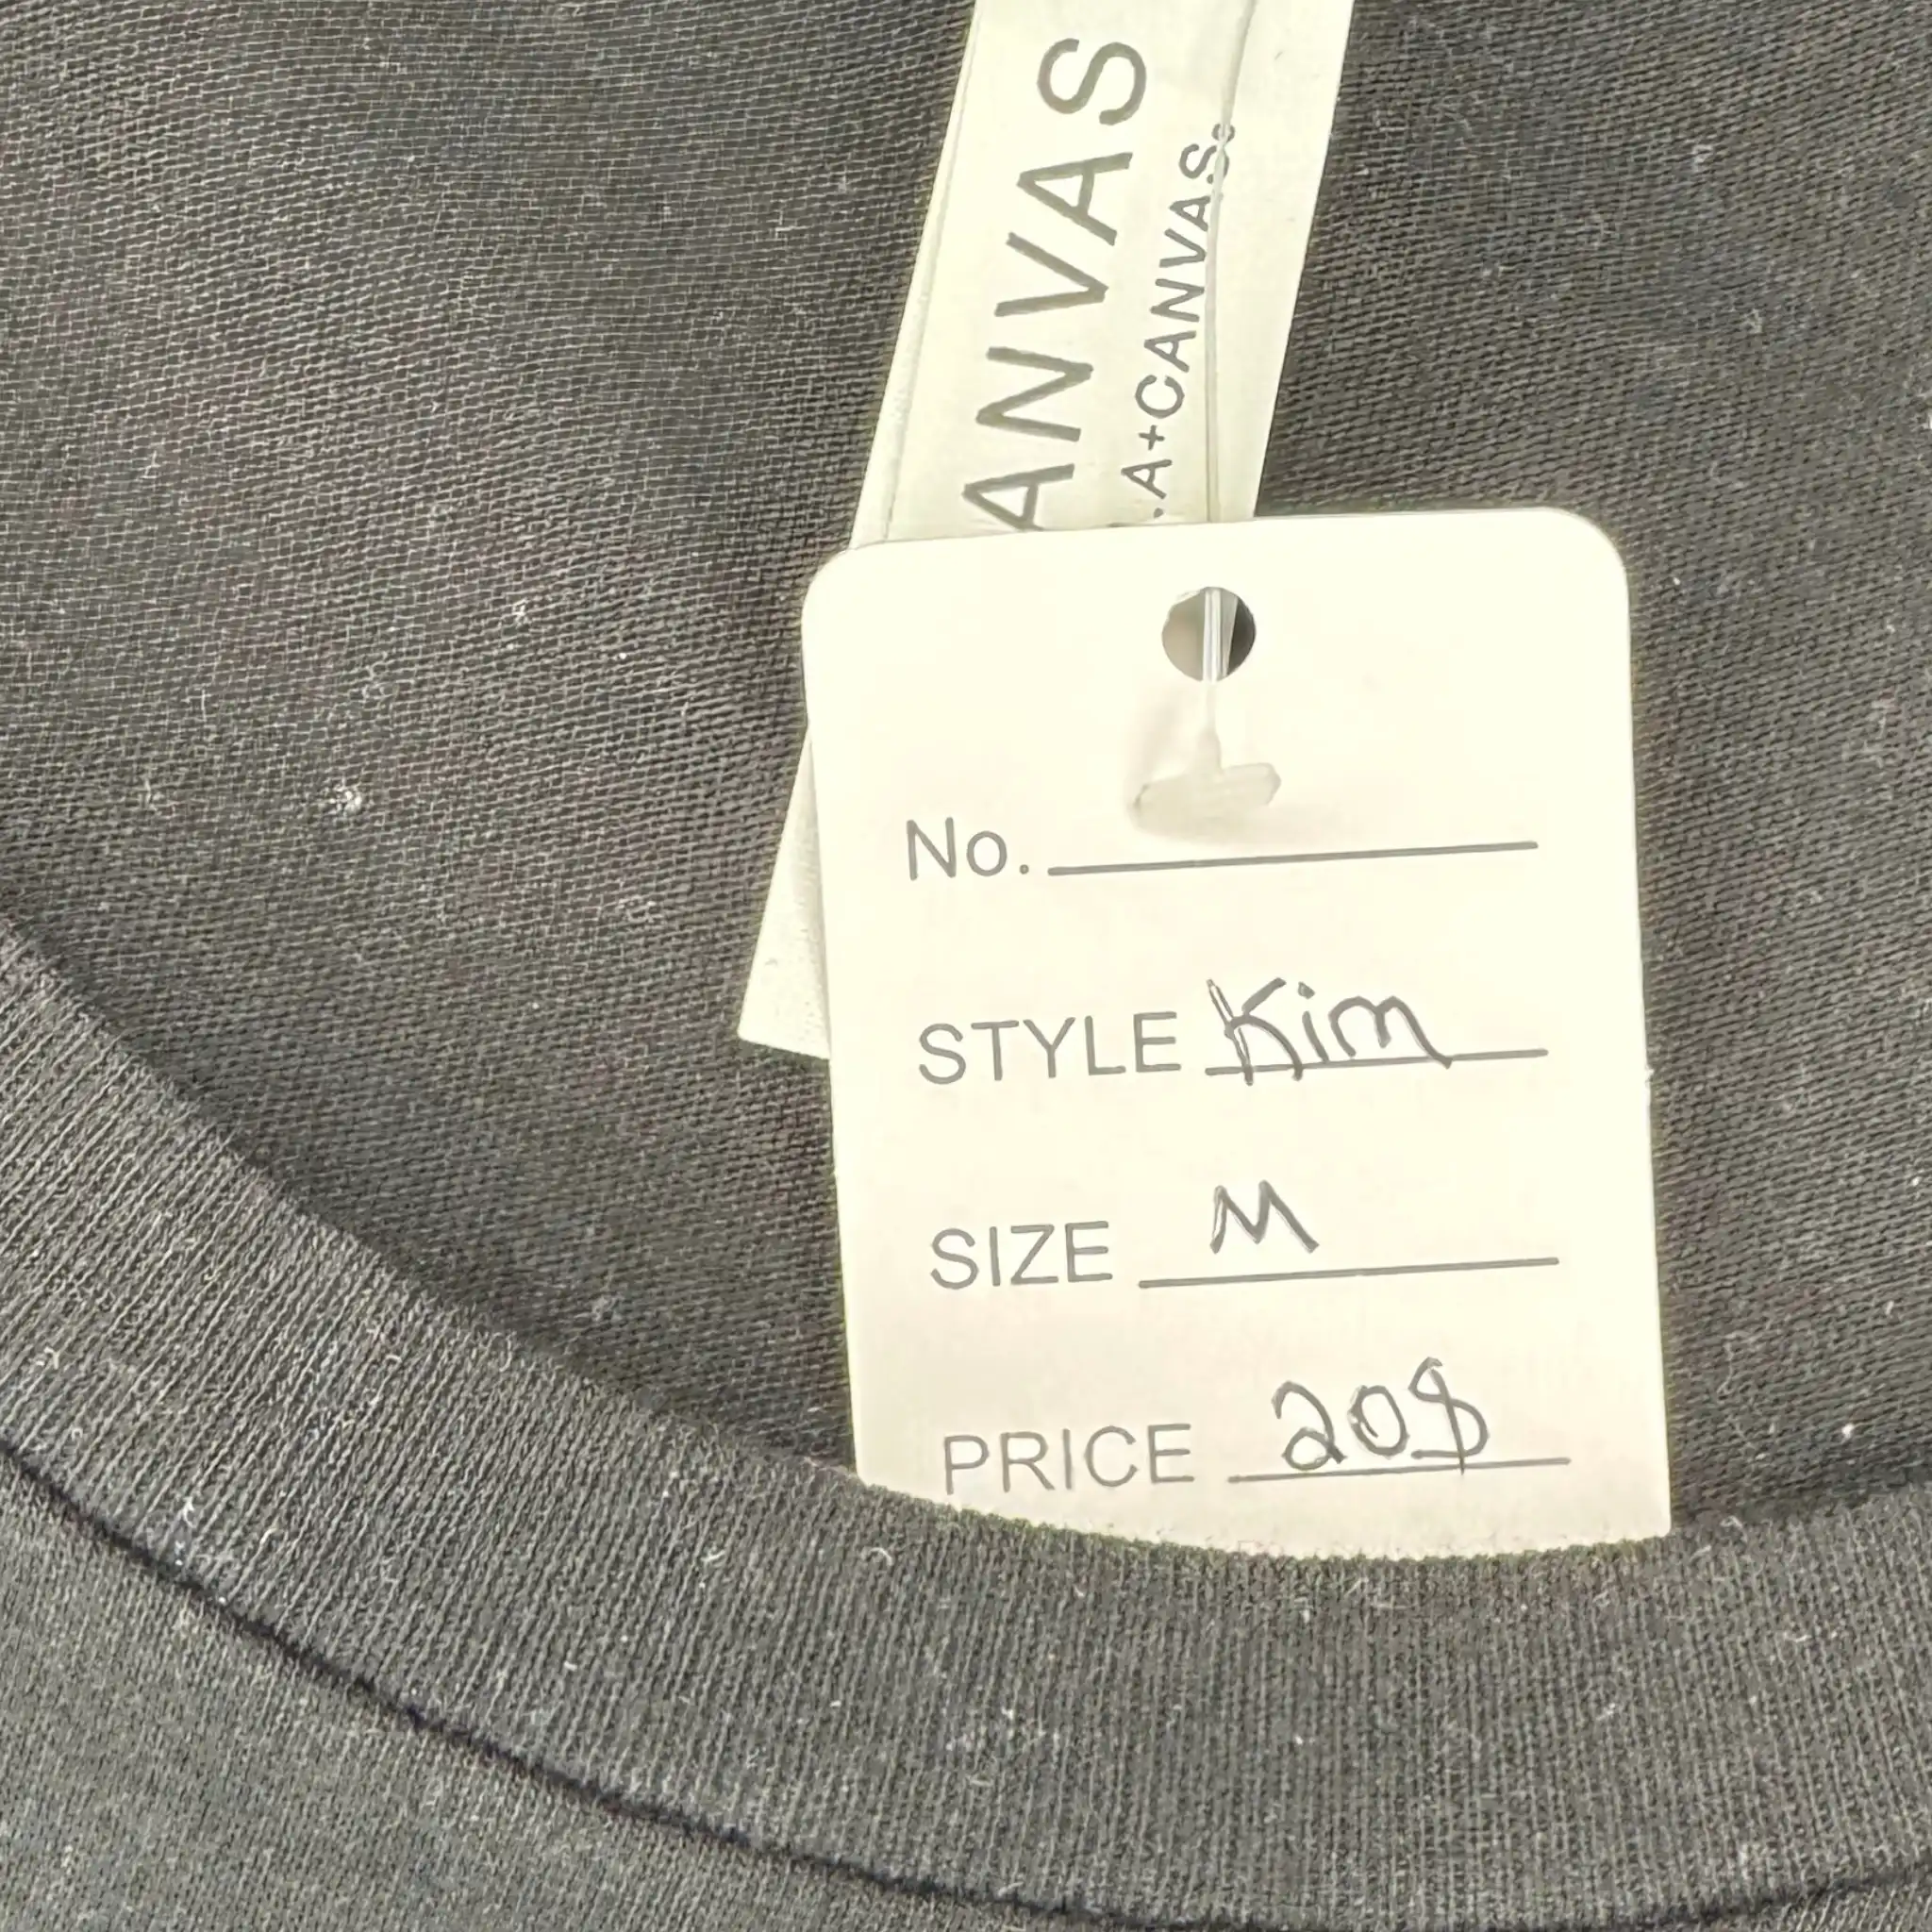 ANVAS
.A+CANVAS.
No.
STYLE Kim
SIZE M
PRICE 20$